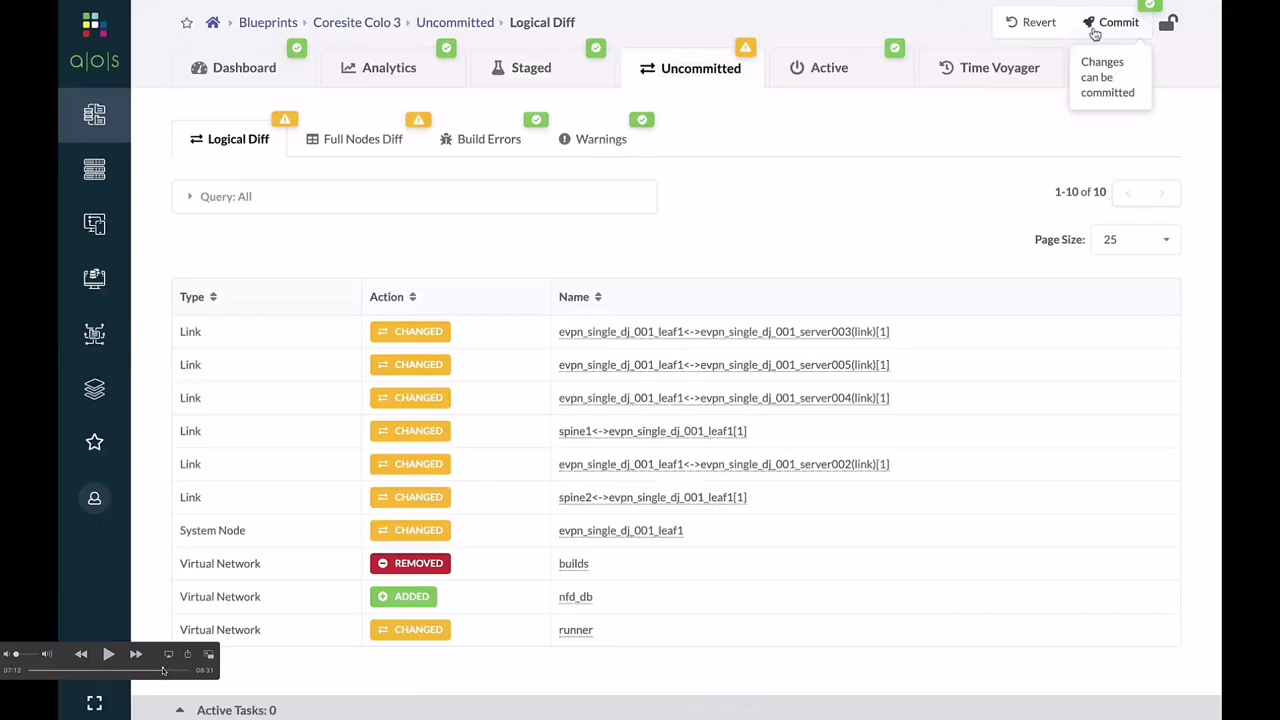 Blueprints › Coresite Colo 3 › Uncommitted › Logical Diff
Revert
Commit
a|o|s
Dashboard
Analytics
Staged
Uncommitted
Active
Time Voyager
Changes
can be
committed
Logical Diff
Full Nodes Diff
Build Errors
Warnings
Query: All
1-10 of 10
Page Size: 25
Type Action Name
Link CHANGED evpn_single_dj_001_leaf1<->evpn_single_dj_001_server003(link)[1]
Link CHANGED evpn_single_dj_001_leaf1<->evpn_single_dj_001_server005(link)[1]
Link CHANGED evpn_single_dj_001_leaf1<->evpn_single_dj_001_server004(link)[1]
Link CHANGED spine1<->evpn_single_dj_001_leaf1[1]
Link CHANGED evpn_single_dj_001_leaf1<->evpn_single_dj_001_server002(link)[1]
Link CHANGED spine2<->evpn_single_dj_001_leaf1[1]
System Node CHANGED evpn_single_dj_001_leaf1
Virtual Network REMOVED builds
Virtual Network ADDED nfd_db
Virtual Network CHANGED runner
07:12 08:31
Active Tasks: 0